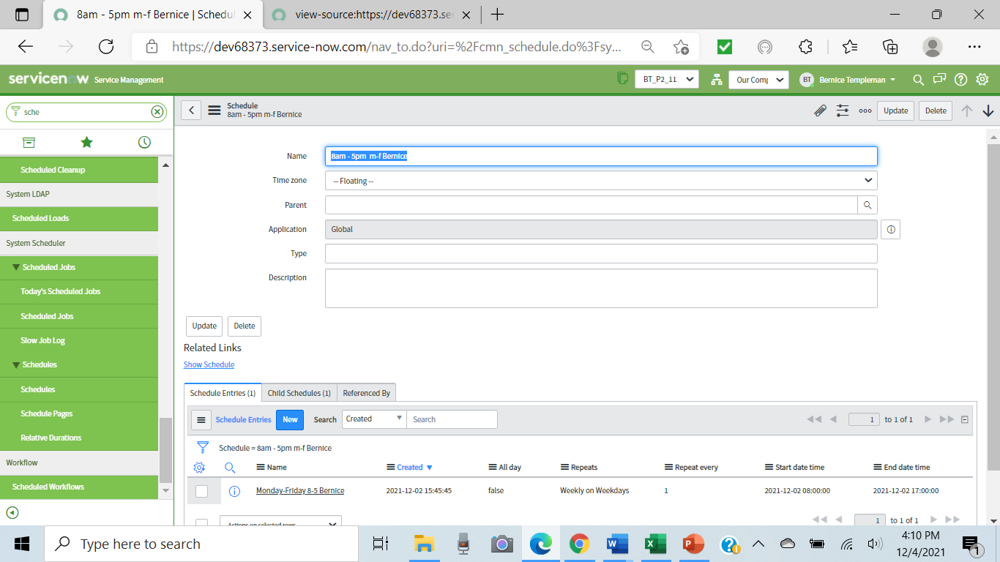 8am - 5pm m-f Bernice | Schedul
view-source:https://dev68373.se
https://dev68373.service-now.com/nav_to.do?uri=%2Fcmn_schedule.do%3Fsy...
servicenow Service Management
BT_P2_11
Our Comp
BT Bernice Templeman
sche
Schedule
8am - 5pm m-f Bernice
Update
Delete
Scheduled Cleanup
System LDAP
Scheduled Loads
System Scheduler
Scheduled Jobs
Today's Scheduled Jobs
Scheduled Jobs
Slow Job Log
Schedules
Schedules
Schedule Pages
Relative Durations
Workflow
Scheduled Workflows
Name 8am - 5pm m-f Bernice
Time zone -- Floating --
Parent
Application Global
Type
Description
Update Delete
Related Links
Show Schedule
Schedule Entries (1) Child Schedules (1) Referenced By
Schedule Entries New Search Created Search 1 to 1 of 1
Schedule = 8am - 5pm m-f Bernice
Name Created All day Repeats Repeat every Start date time End date time
Monday-Friday 8-5 Bernice 2021-12-02 15:45:45 false Weekly on Weekdays 1 2021-12-02 08:00:00 2021-12-02 17:00:00
Actions on selected rows... 1 to 1 of 1
Type here to search
4:10 PM
12/4/2021
1